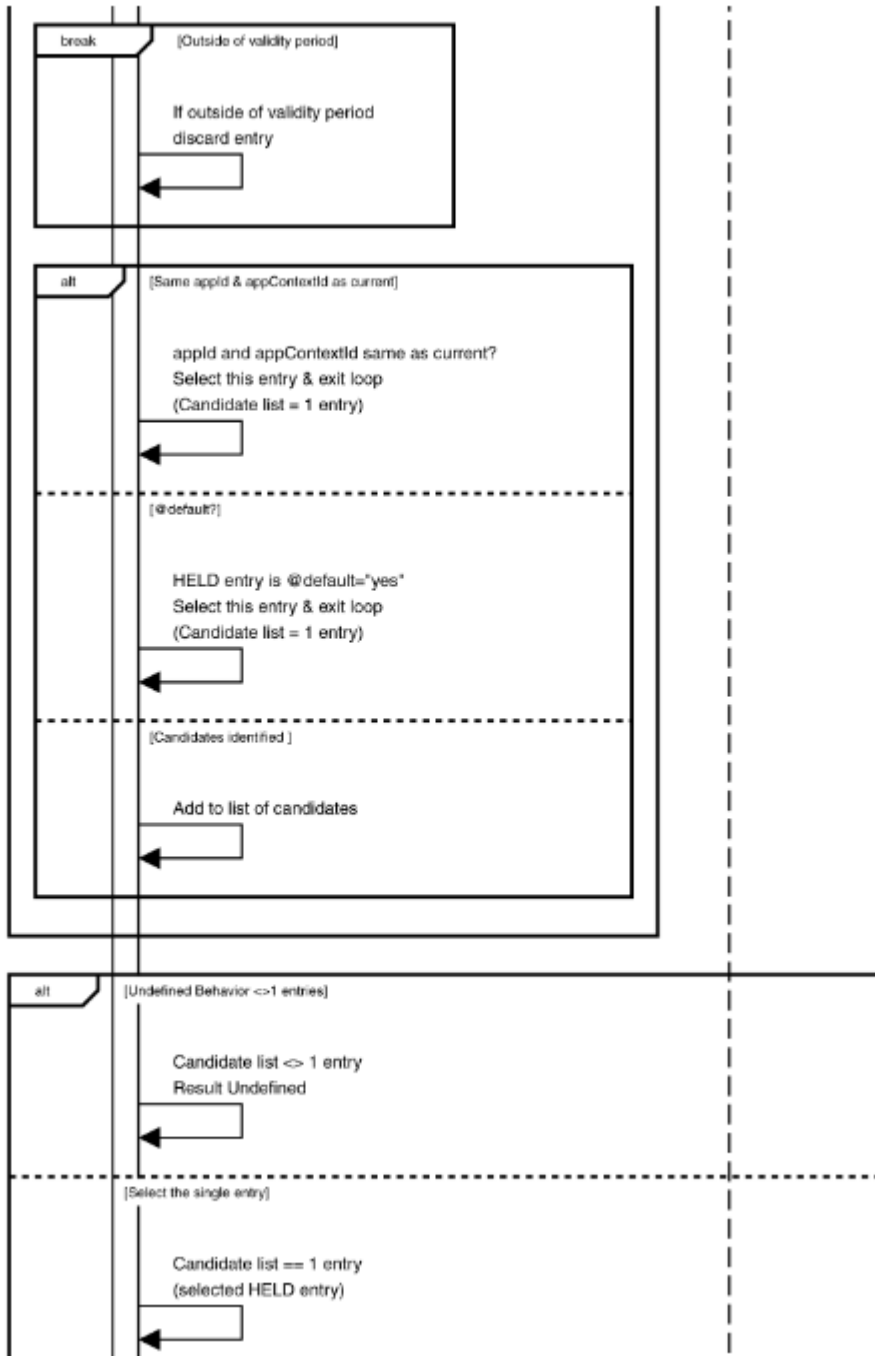 break
[Outside of validity period]
If outside of validity period
discard entry
alt
[Same appId & appContextId as current]
appId and appContextId same as current?
Select this entry & exit loop
(Candidate list = 1 entry)
[@default?]
HELD entry is @default="yes"
Select this entry & exit loop
(Candidate list = 1 entry)
[Candidates identified ]
Add to list of candidates
alt
[Undefined Behavior <>1 entries]
Candidate list <> 1 entry
Result Undefined
[Select the single entry]
Candidate list == 1 entry
(selected HELD entry)